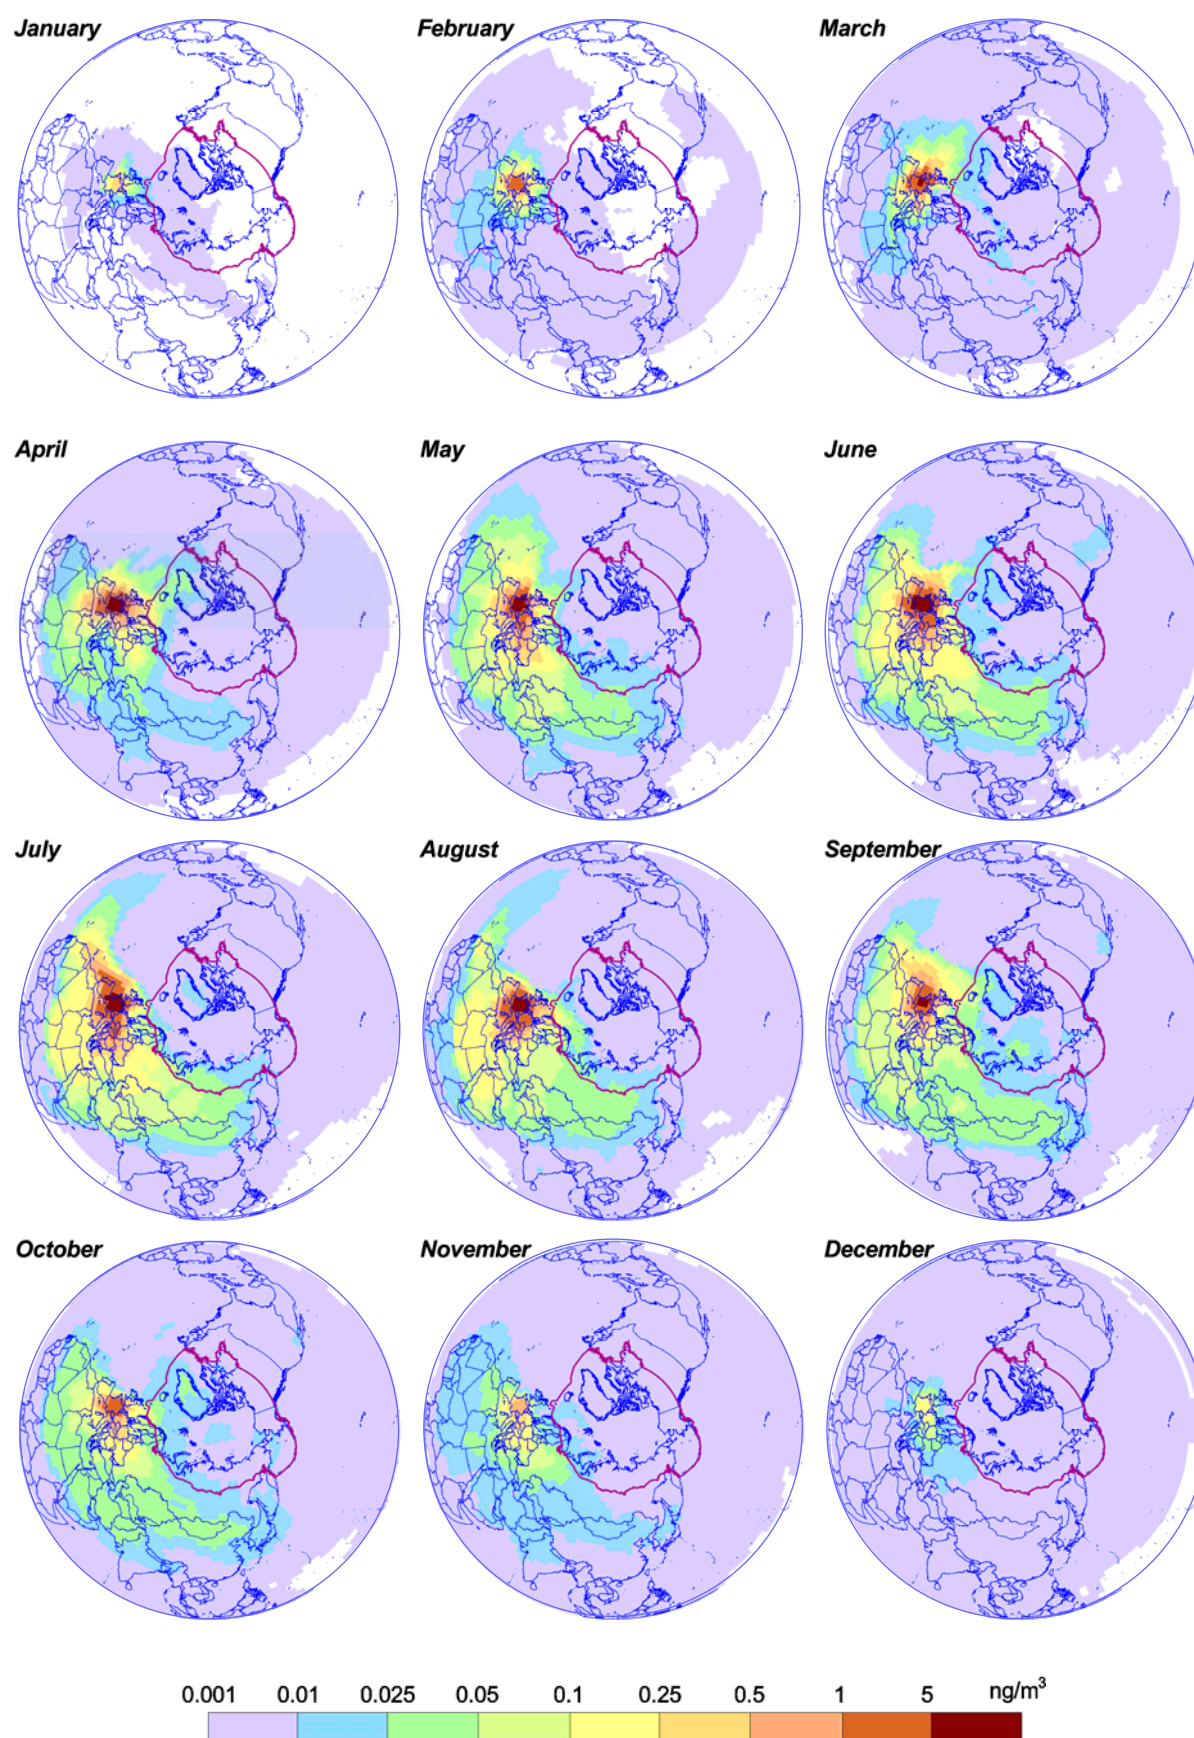 January February March
April May June
July August September
October November December
0.001 0.01 0.025 0.05 0.1 0.25 0.5 1 5 ng/m³